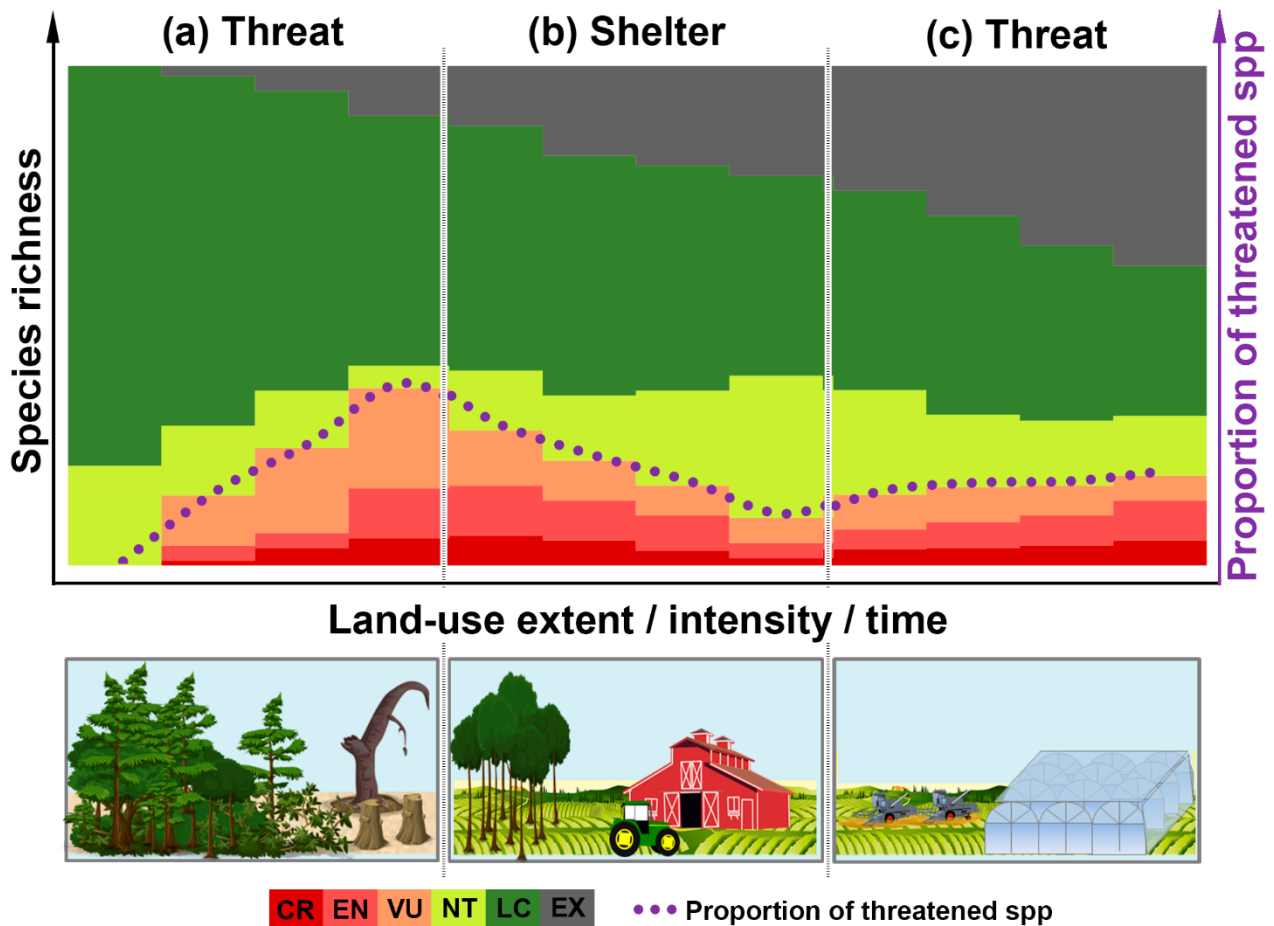 (a) Threat
(b) Shelter
(c) Threat
Species richness
Proportion of threatened spp
Land-use extent / intensity / time
CR EN VU NT LC EX
Proportion of threatened spp